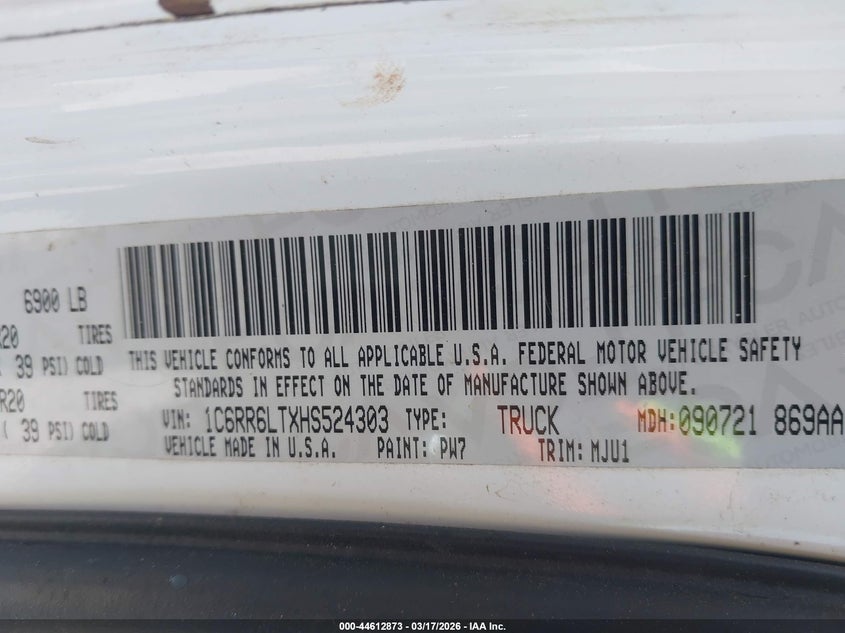 6900 LB
R20 TIRES
( 39 PSI) COLD
R20 TIRES
( 39 PSI) COLD
THIS VEHICLE CONFORMS TO ALL APPLICABLE U.S.A. FEDERAL MOTOR VEHICLE SAFETY
STANDARDS IN EFFECT ON THE DATE OF MANUFACTURE SHOWN ABOVE.
VIN: 1C6RR6LTXHS524303 TYPE: TRUCK MDH:090721 869AA
VEHICLE MADE IN U.S.A. PAINT: PW7 TRIM: MJU1
000-44612873 | 03/17/2026 - IAA Inc.